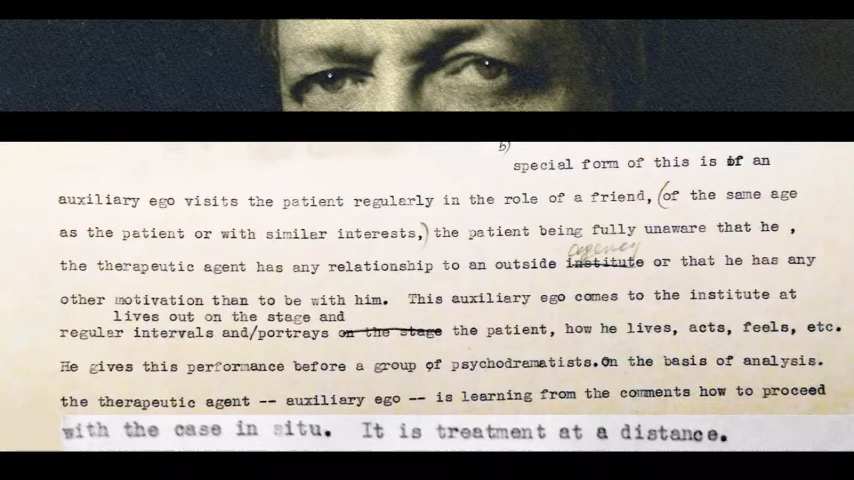 b)
special form of this is if an
auxiliary ego visits the patient regularly in the role of a friend, (of the same age
as the patient or with similar interests,) the patient being fully unaware that he ,
agency
the therapeutic agent has any relationship to an outside institute or that he has any
other motivation than to be with him. This auxiliary ego comes to the institute at
lives out on the stage and
reguler intervals and/portrays on the stage the patient, how he lives, acts, feels, etc.
He gives this performance before a group of psychodramatists.On the basis of analysis.
the therapeutic agent -- auxiliary ego -- is learning from the comments how to proceed
with the case in situ. It is treatment at a distance.